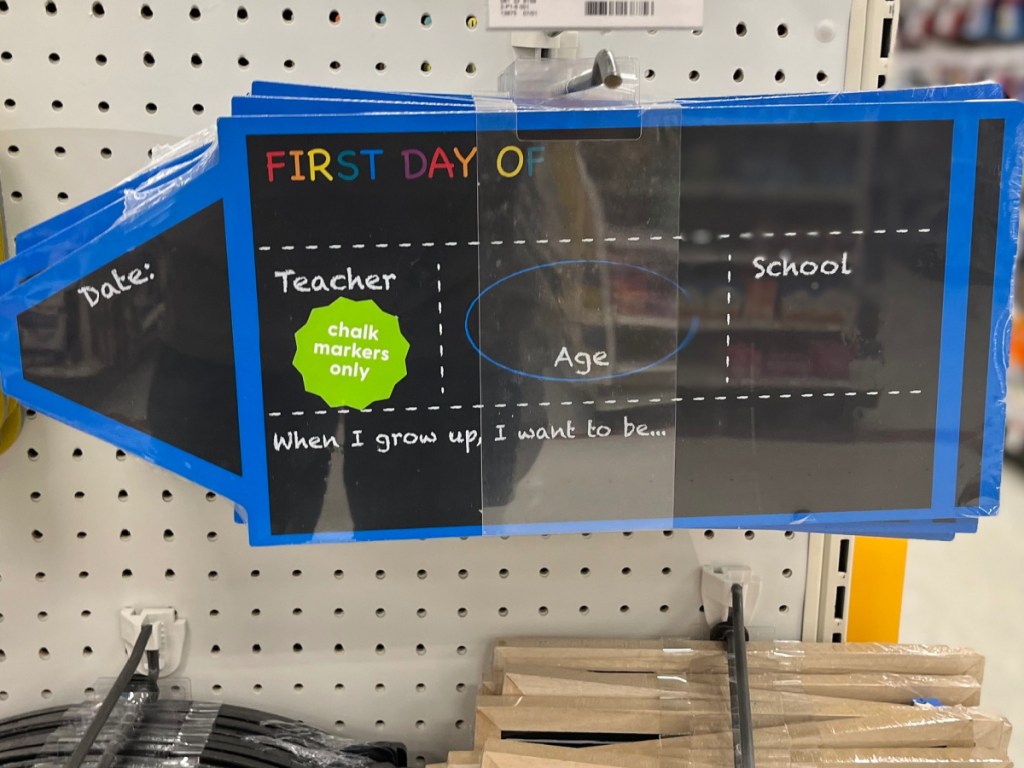 FIRST DAY OF
Date:
Teacher
School
chalk
markers
only
Age
When I grow up, I want to be...